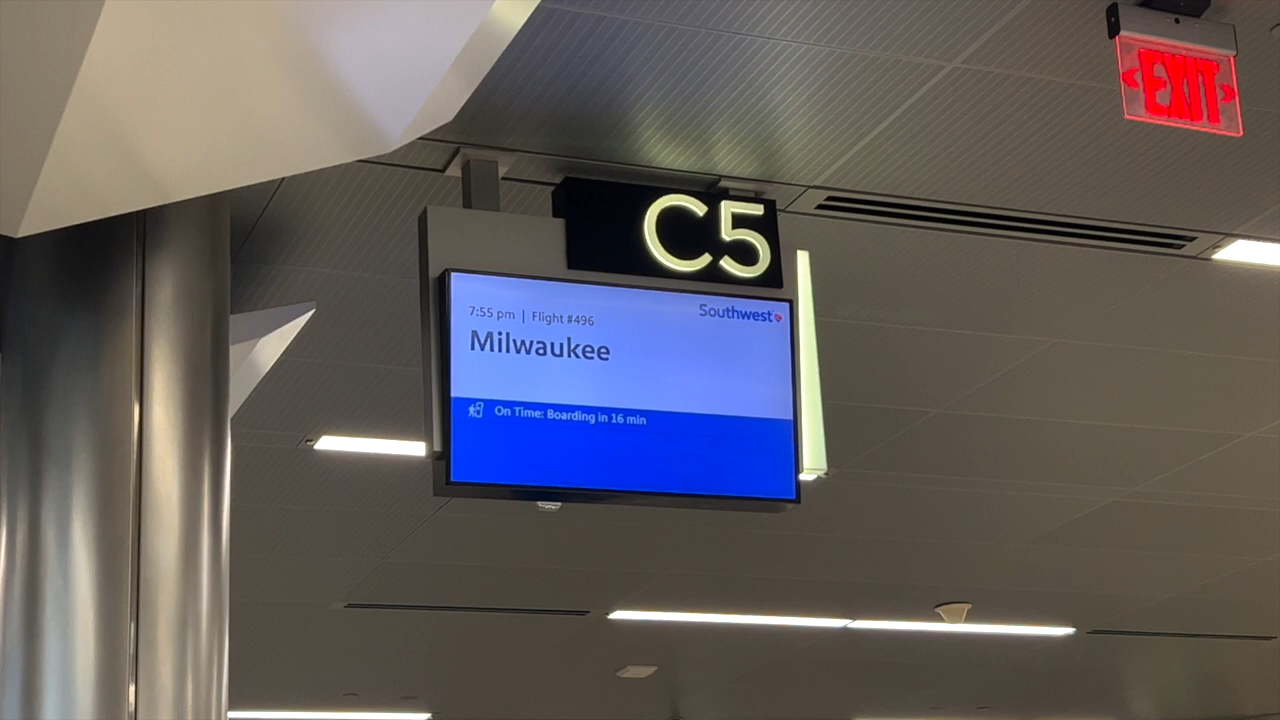 <EXIT>
C5
7:55 pm | Flight #496
Southwest
Milwaukee
On Time: Boarding in 16 min